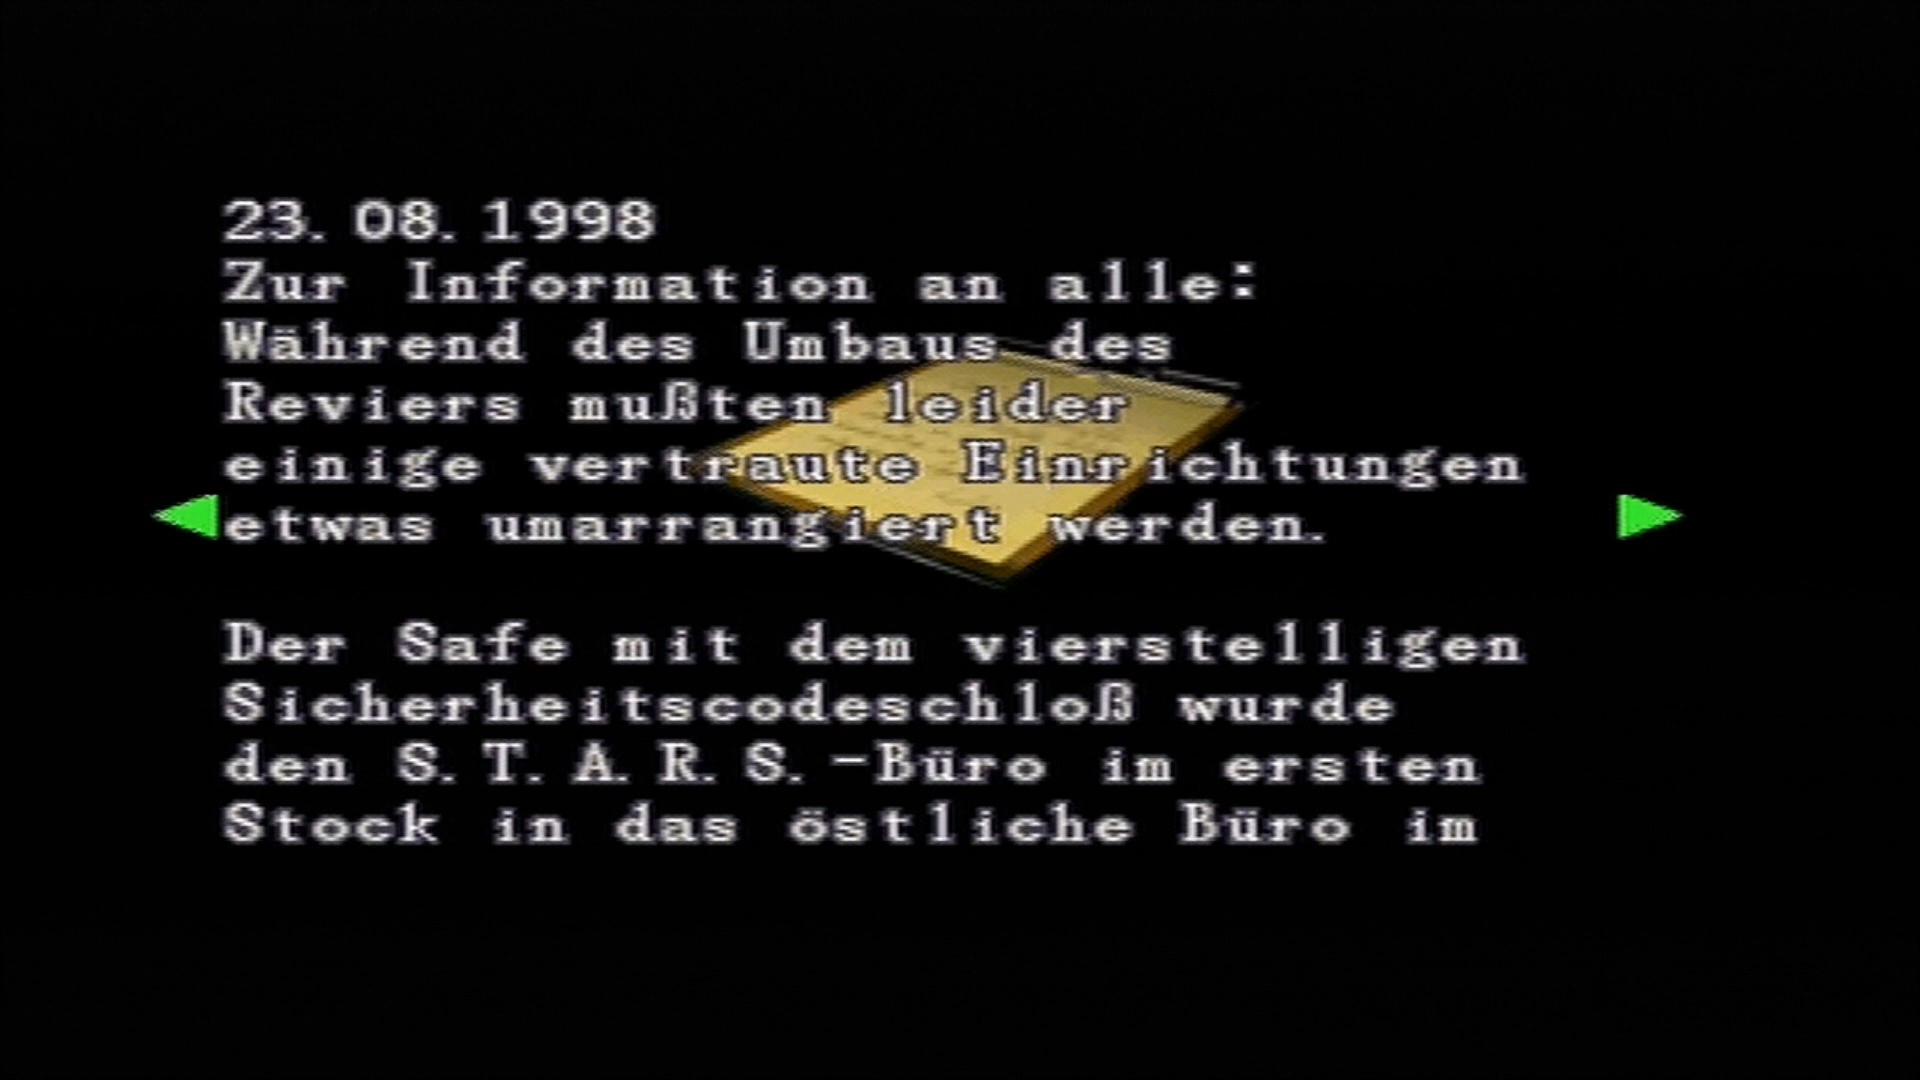 23.08.1998
Zur Information an alle:
Während des Umbaus des
Reviers mußten leider
einige vertraute Einrichtungen
etwas umarrangiert werden.
Der Safe mit dem vierstelligen
Sicherheitscodeschloß wurde
den S.T.A.R.S.-Büro im ersten
Stock in das östliche Büro im